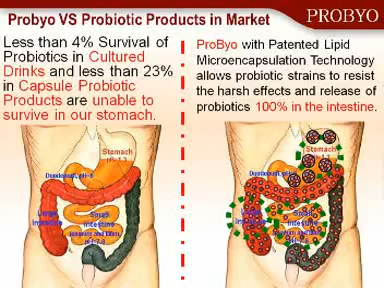 Probyo VS Probiotic Products in Market
PROBYO
Less than 4% Survival of
Probiotics in Cultured
Drinks and less than 23%
in Capsule Probiotic
Products are unable to
survive in our stomach.
ProByo with Patented Lipid
Microencapsulation Technology
allows probiotic strains to resist
the harsh effects and release of
probiotics 100% in the intestine.
Stomach
Large
Intestine
Small
Intestine
Stomach
Small
Intestine